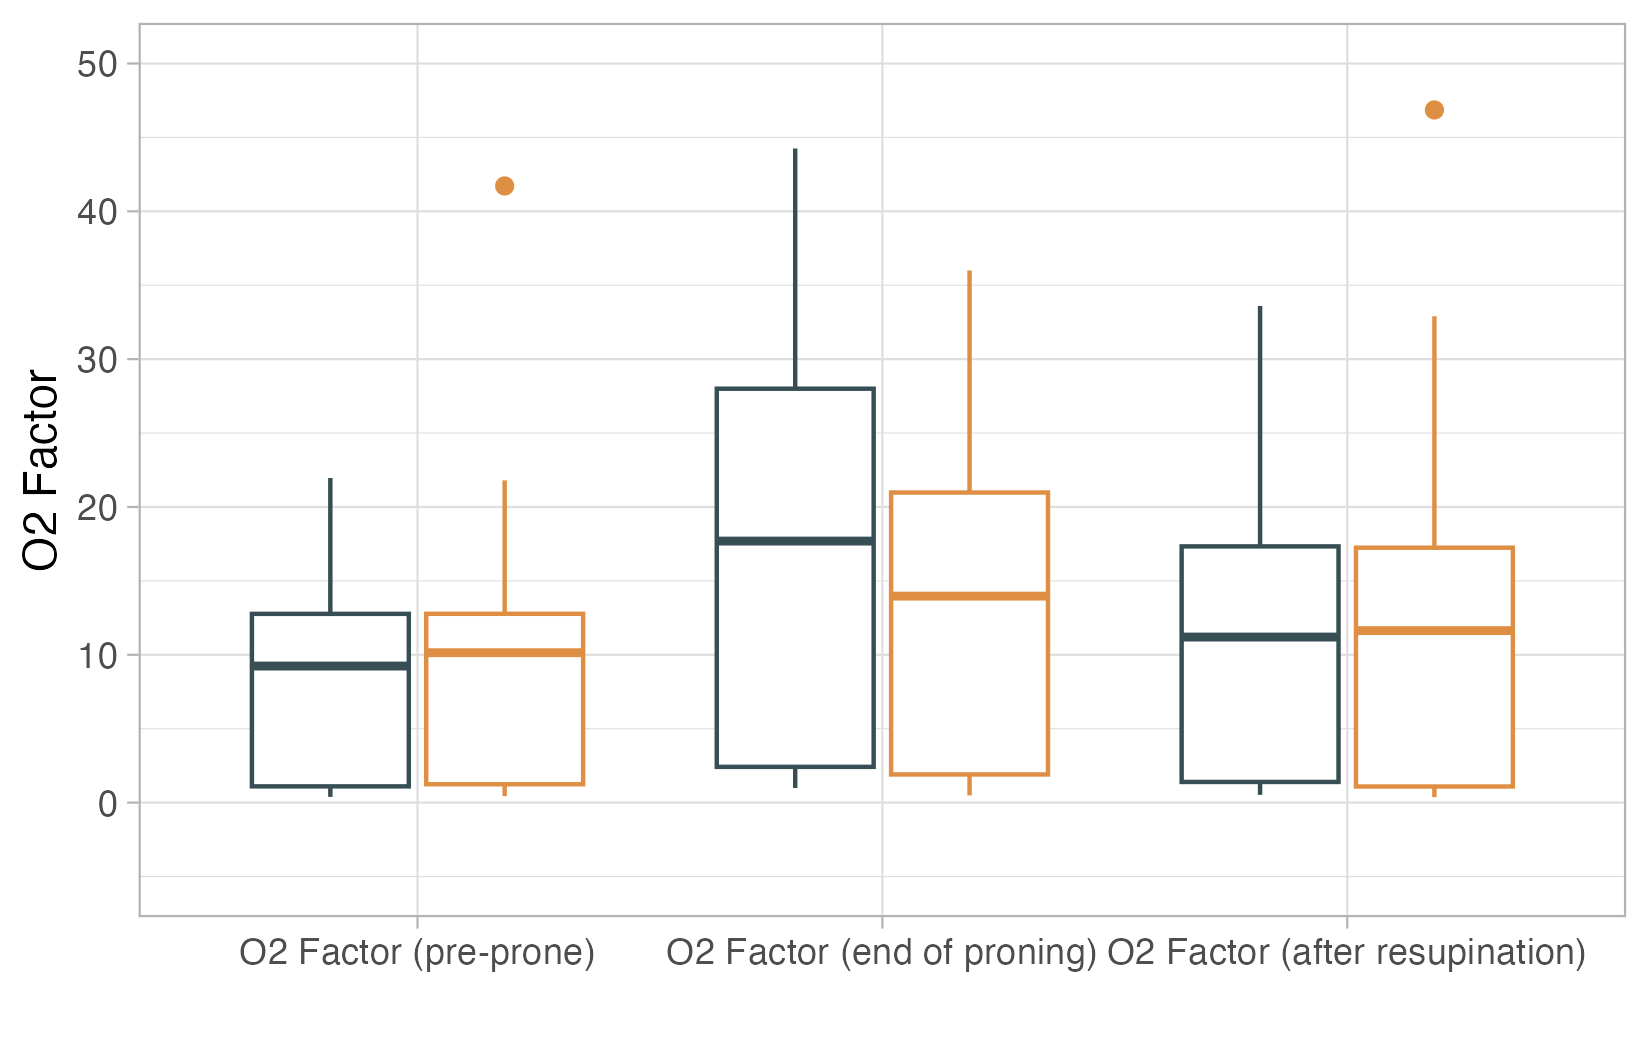 O2 Factor
50
40
30
20
10
0
O2 Factor (pre-prone)
O2 Factor (end of proning)
O2 Factor (after resupination)